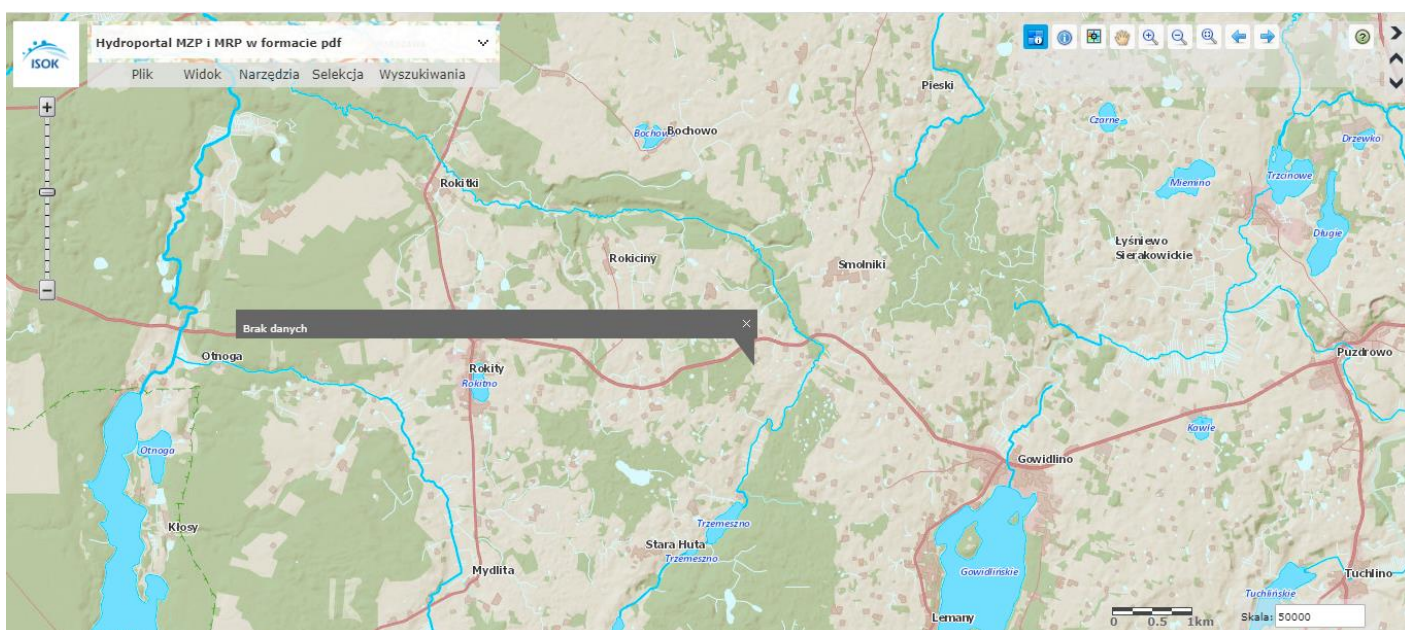 ISOK
Hydroportal MZP i MRP w formacie pdf
Plik Widok Narzędzia Selekcja Wyszukiwania
Pieski
Bochowo
Bochowo
Czarne
Drzewko
Rokitki
Miemino
Trzcinowe
Długie
Łyśniewo
Sierakowickie
Rokiciny
Smolniki
Brak danych
Otnoga
Rokity
Rokitno
Puzdrowo
Kowle
Otnoga
Gowidlino
Kłosy
Trzemeszno
Stara Huta
Trzemeszno
Mydlita
Gowidlińskie
Tuchlino
Tuchlińskie
Lemany
0 0.5 1km
Skala: 50000